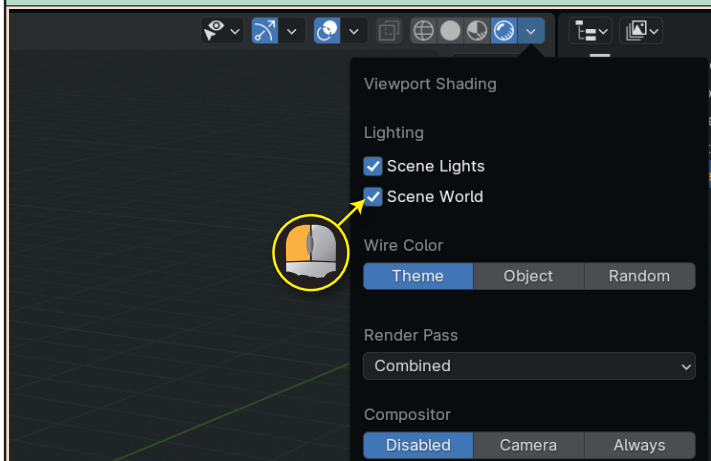 Viewport Shading
Lighting
Scene Lights
Scene World
Wire Color
Theme Object Random
Render Pass
Combined
Compositor
Disabled Camera Always